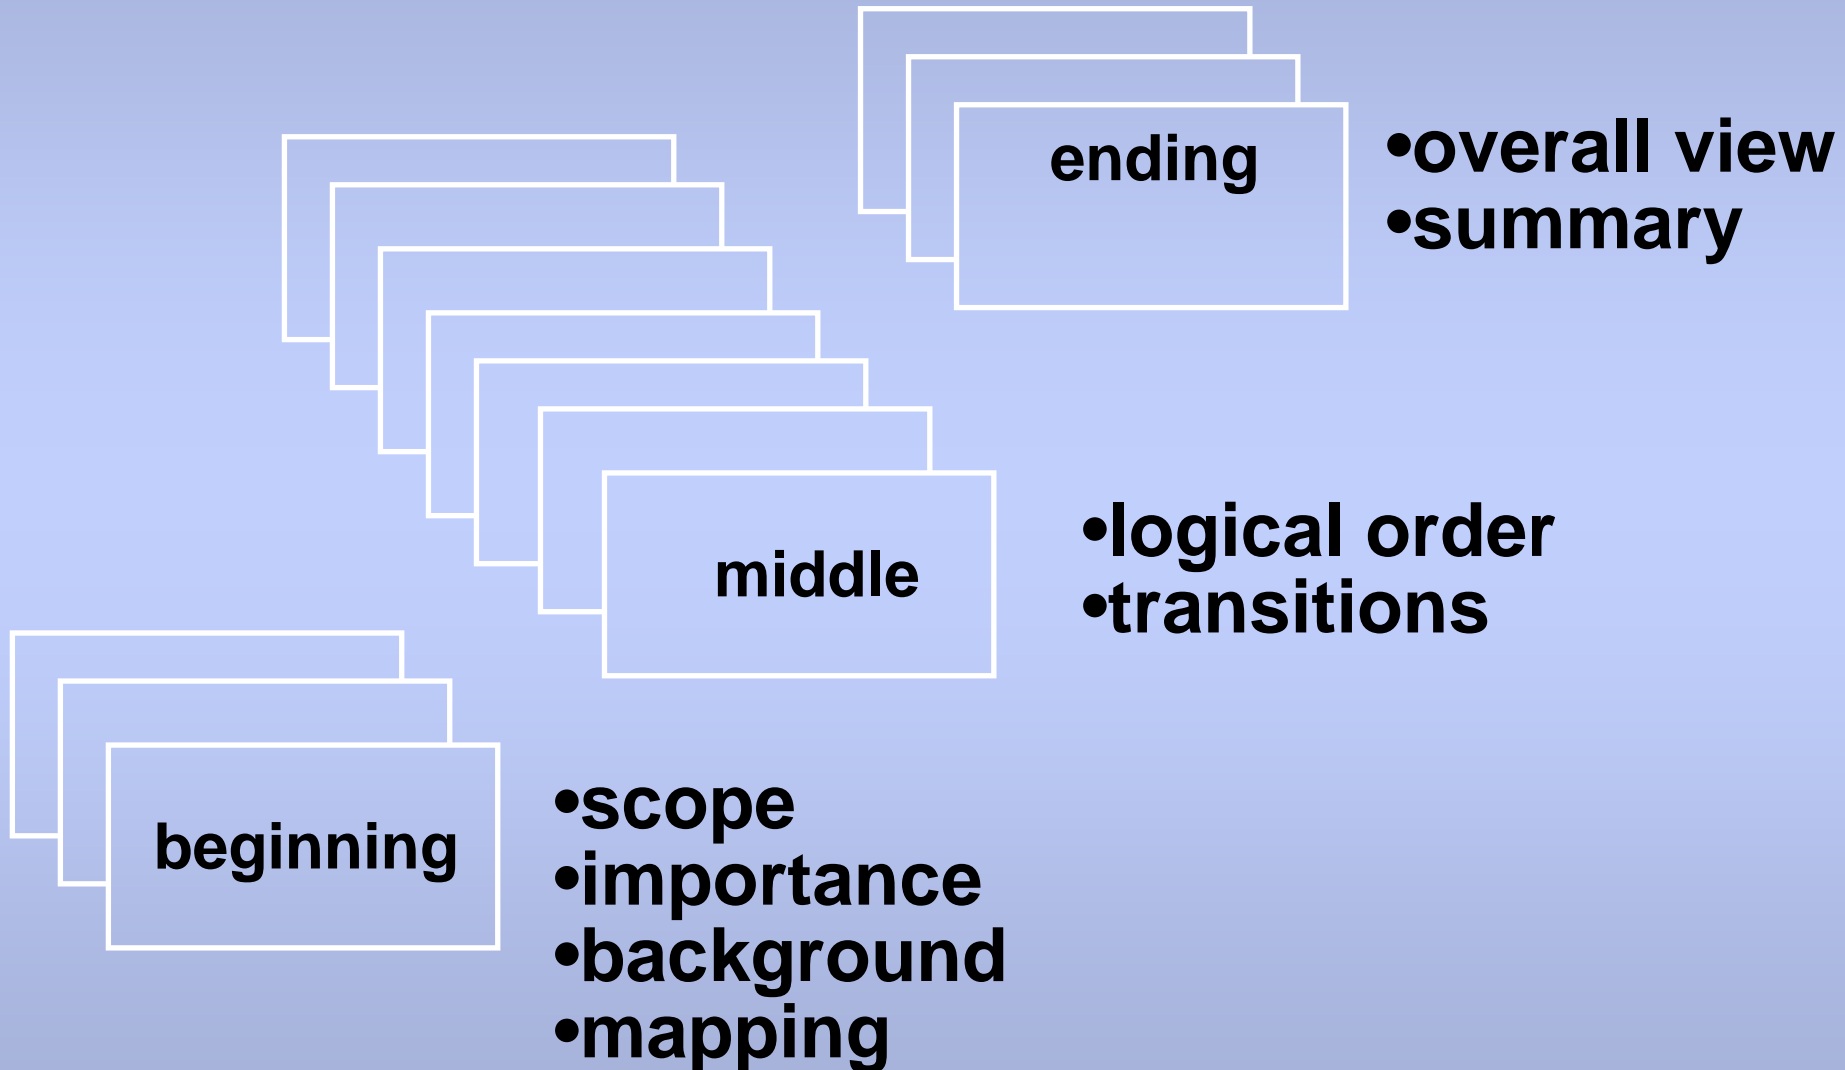 ending
•overall view
•summary
middle
•logical order
•transitions
beginning
•scope
•importance
•background
•mapping